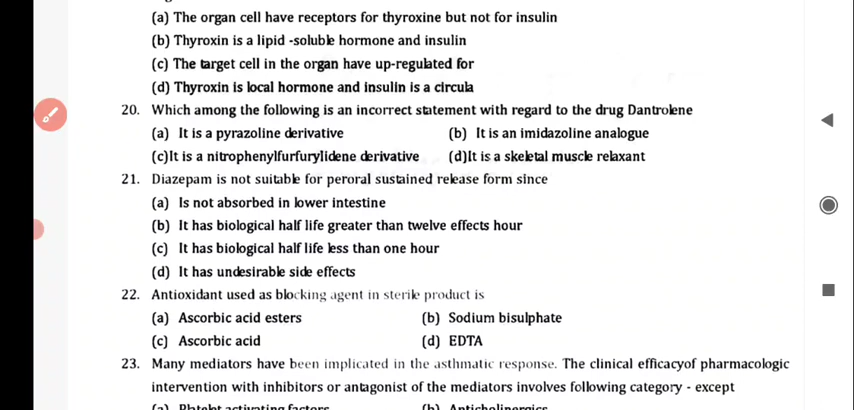 (a) The organ cell have receptors for thyroxine but not for insulin
(b) Thyroxin is a lipid -soluble hormone and insulin
(c) The target cell in the organ have up-regulated for
(d) Thyroxin is local hormone and insulin is a circula
20. Which among the following is an incorrect statement with regard to the drug Dantrolene
(a) It is a pyrazoline derivative (b) It is an imidazoline analogue
(c)It is a nitrophenylfurfurylidene derivative (d)It is a skeletal muscle relaxant
21. Diazepam is not suitable for peroral sustained release form since
(a) Is not absorbed in lower intestine
(b) It has biological half life greater than twelve effects hour
(c) It has biological half life less than one hour
(d) It has undesirable side effects
22. Antioxidant used as blocking agent in sterile product is
(a) Ascorbic acid esters (b) Sodium bisulphate
(c) Ascorbic acid (d) EDTA
23. Many mediators have been implicated in the asthmatic response. The clinical efficacyof pharmacologic
intervention with inhibitors or antagonist of the mediators involves following category - except
(a) Platelet activating factors (b) Anticholinergics